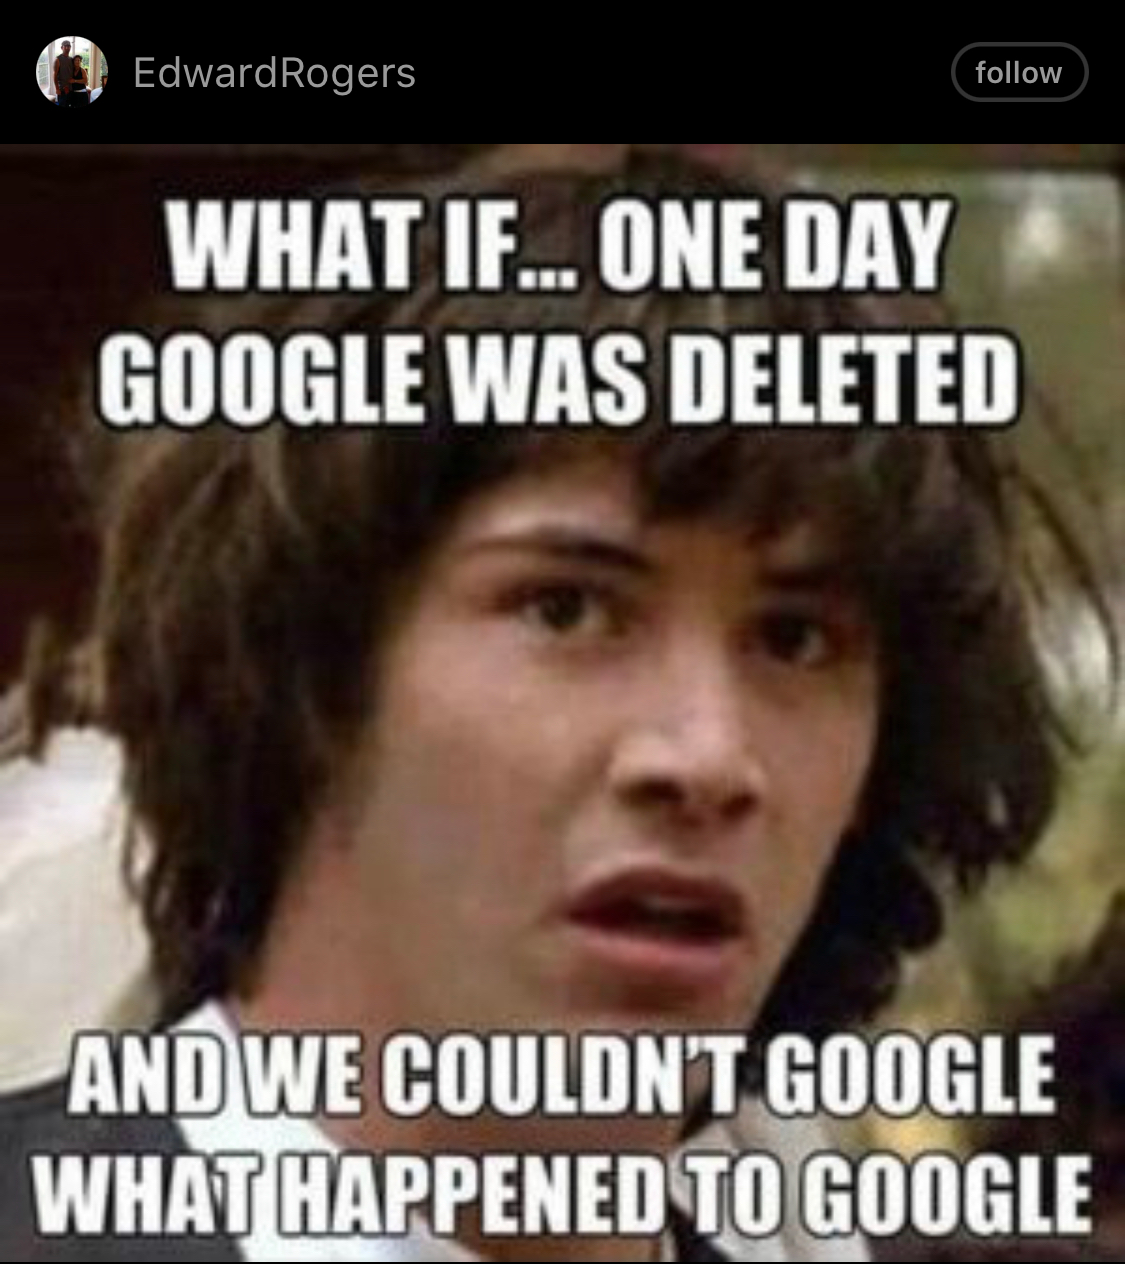 EdwardRogers
follow
WHAT IF... ONE DAY
GOOGLE WAS DELETED
AND WE COULDN'T GOOGLE
WHAT HAPPENED TO GOOGLE